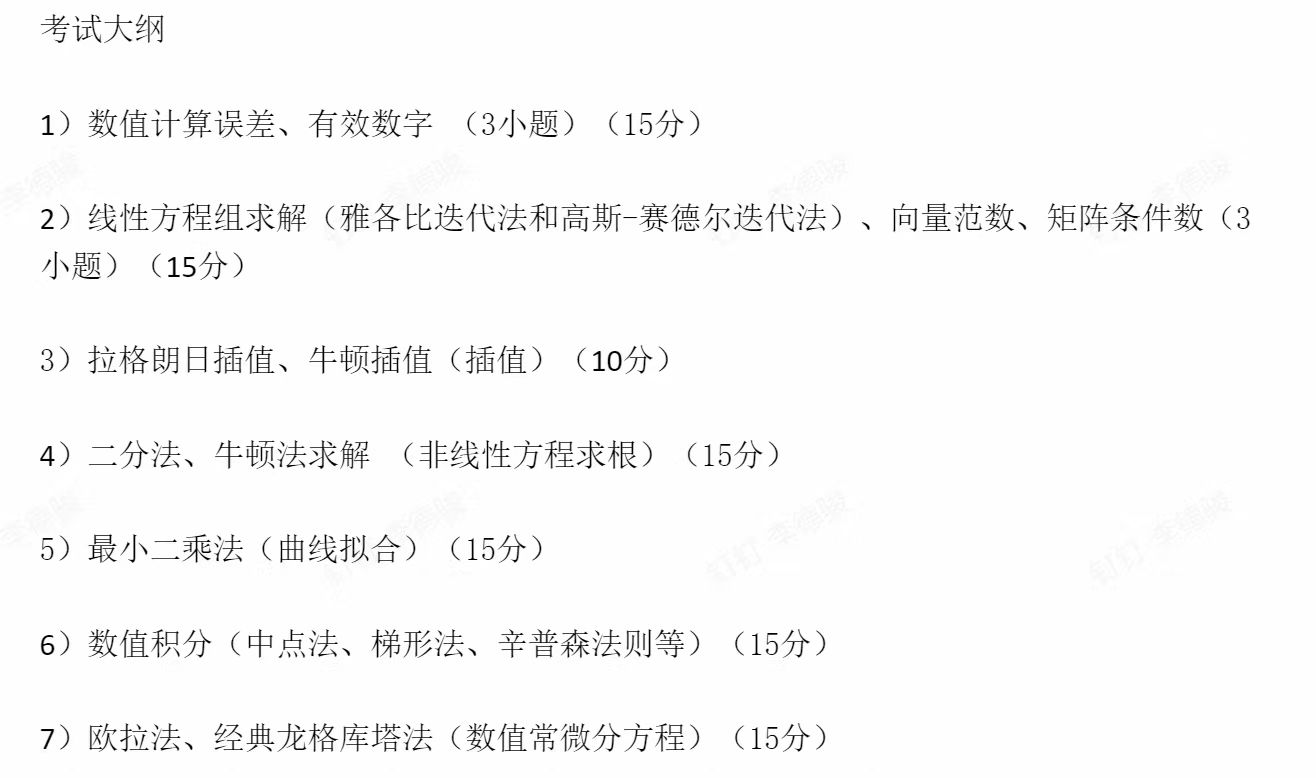 考试大纲
1）数值计算误差、有效数字 （3小题）（15分）
2）线性方程组求解（雅各比迭代法和高斯-赛德尔迭代法）、向量范数、矩阵条件数（3
小题）（15分）
3）拉格朗日插值、牛顿插值（插值）（10分）
4）二分法、牛顿法求解 （非线性方程求根）（15分）
5）最小二乘法（曲线拟合）（15分）
6）数值积分（中点法、梯形法、辛普森法则等）（15分）
7）欧拉法、经典龙格库塔法（数值常微分方程）（15分）